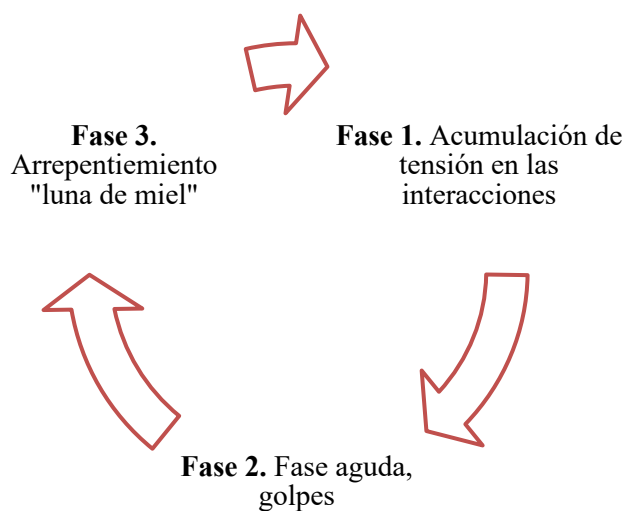 Fase 3.
Arrepentiemiento
"luna de miel"
Fase 1. Acumulación de
tensión en las
interacciones
Fase 2. Fase aguda,
golpes